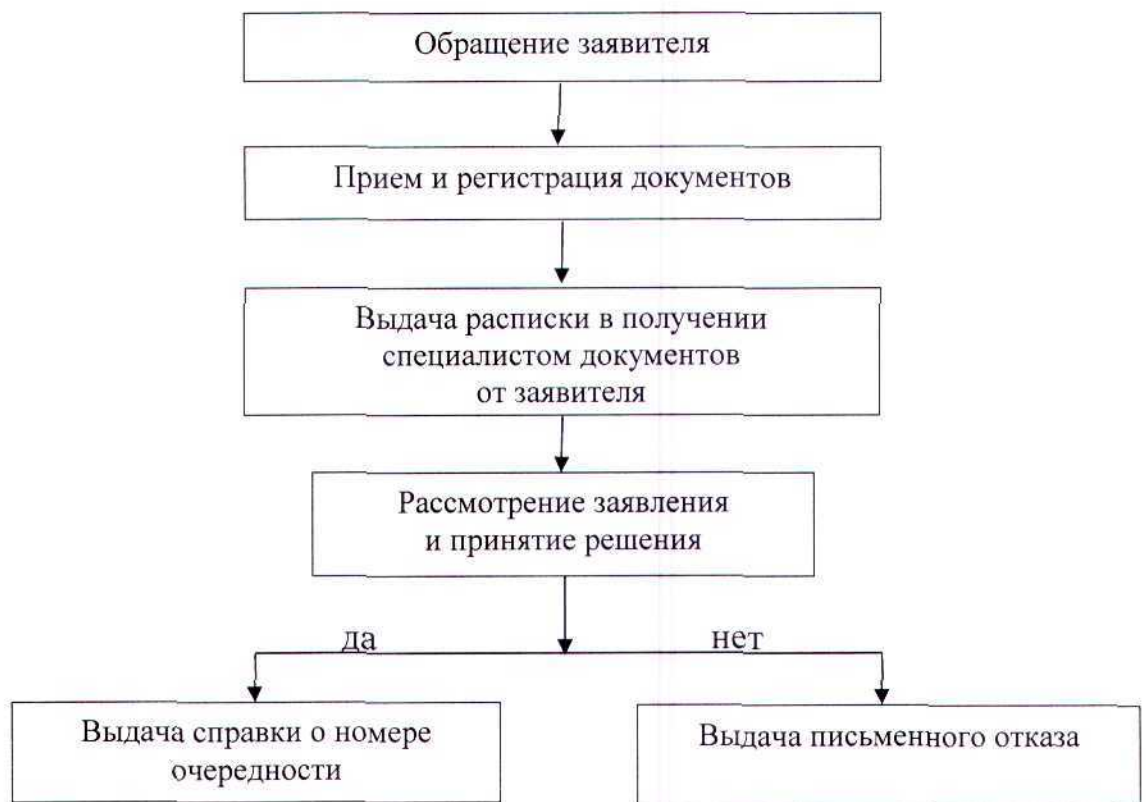 Обращение заявителя
Прием и регистрация документов
Выдача расписки в получении
специалистом документов
от заявителя
Рассмотрение заявления
и принятие решения
да
нет
Выдача справки о номере
очередности
Выдача письменного отказа